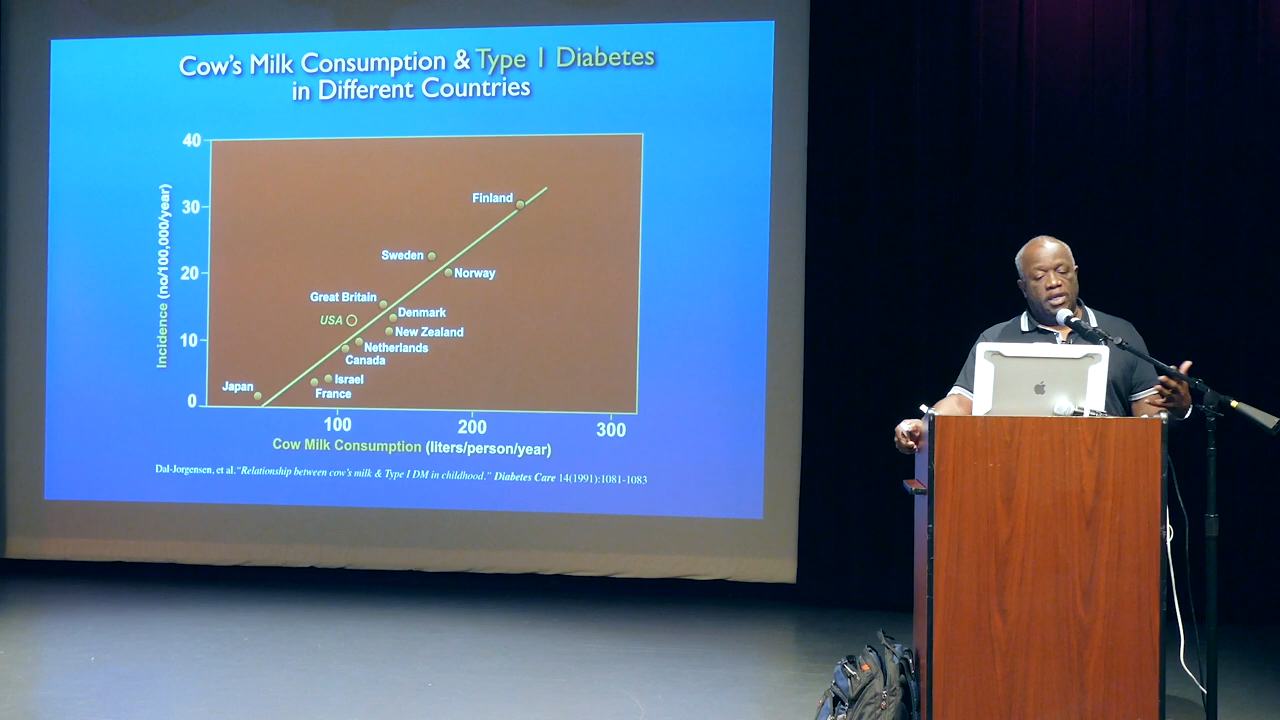 Cow's Milk Consumption & Type 1 Diabetes
in Different Countries
40
30
20
10
0
Incidence (no/100,000/year)
Finland
Sweden
Norway
Great Britain
Denmark
USA
New Zealand
Netherlands
Canada
Israel
Japan
France
100
200
300
Cow Milk Consumption (liters/person/year)
Dal-Jorgensen, et al. "Relationship between cow's milk & Type I DM in childhood." Diabetes Care 14(1991):1081-1083